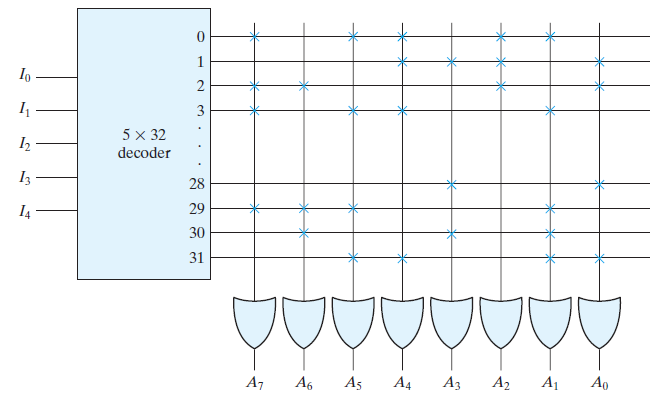 0
1
I₀
2
I₁
3
5 × 32
decoder
.
.
.
I₂
I₃
28
I₄
29
30
31
A₇ A₆ A₅ A₄ A₃ A₂ A₁ A₀